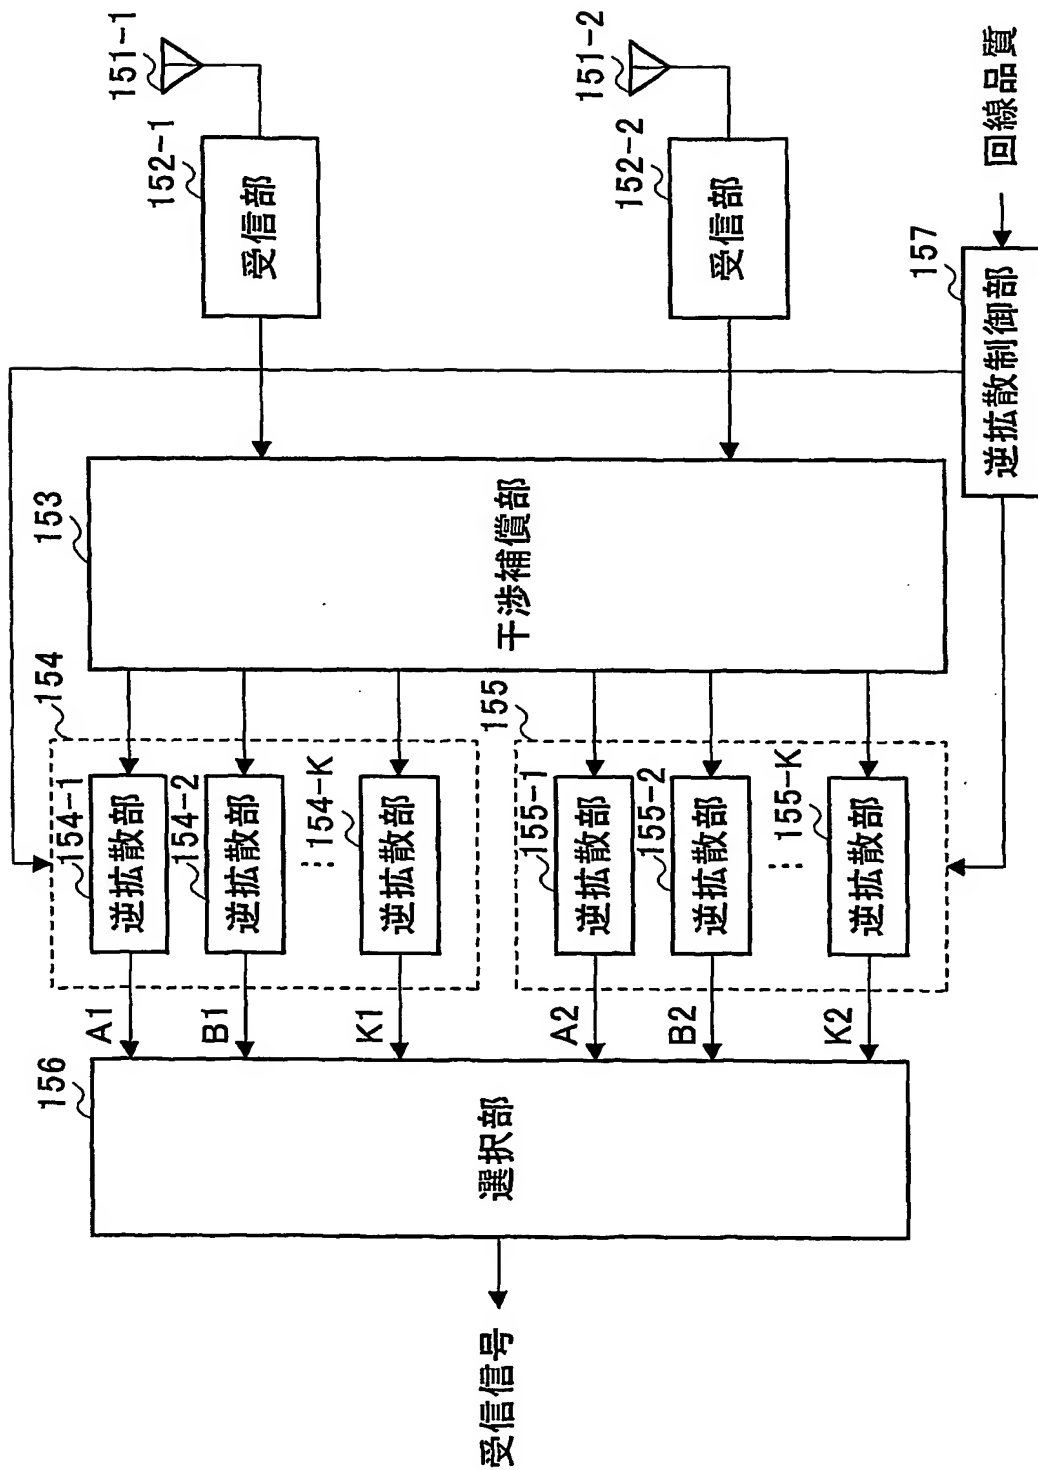 151-1
152-1
受信部
151-2
152-2
受信部
回線品質
157
逆拡散制御部
153
干渉補償部
154
154-1
逆拡散部
154-2
逆拡散部
⋮
154-K
逆拡散部
155
155-1
逆拡散部
155-2
逆拡散部
⋮
155-K
逆拡散部
A1
B1
K1
A2
B2
K2
156
選択部
受信信号